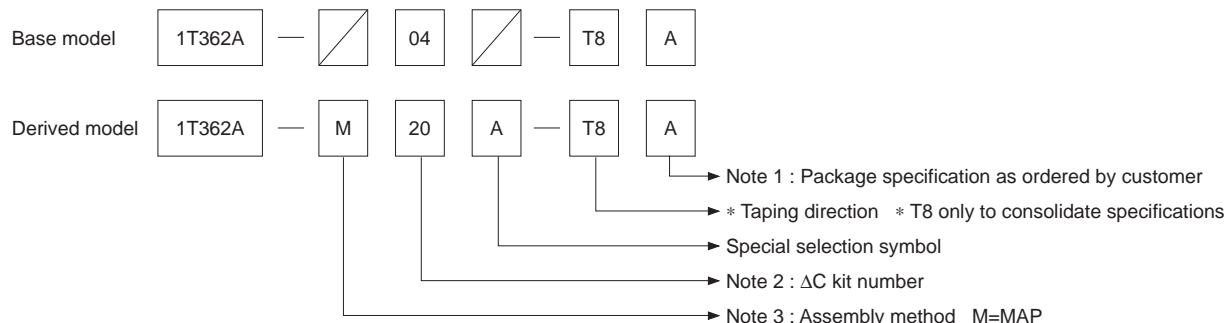 Base model 1T362A — 04 — T8 A
Derived model 1T362A — M 20 A — T8 A
Note 1 : Package specification as ordered by customer
∗ Taping direction ∗ T8 only to consolidate specifications
Special selection symbol
Note 2 : ΔC kit number
Note 3 : Assembly method M=MAP